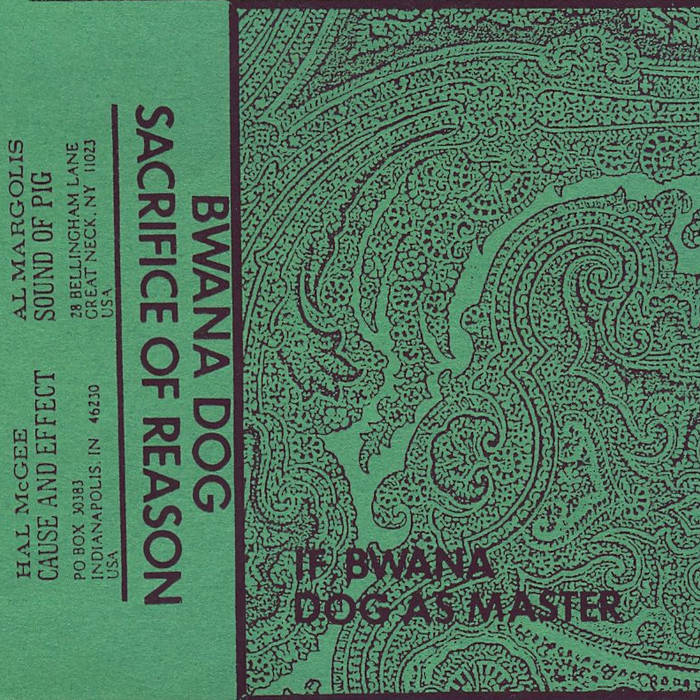 BWANA DOG
SACRIFICE OF REASON
AL MARGOLIS
SOUND OF PIG
28 BELLINGHAM LANE
GREAT NECK, NY 11023
USA
HAL McGEE
CAUSE AND EFFECT
PO BOX 30383
INDIANAPOLIS, IN 46230
USA
IF BWANA
DOG AS MASTER